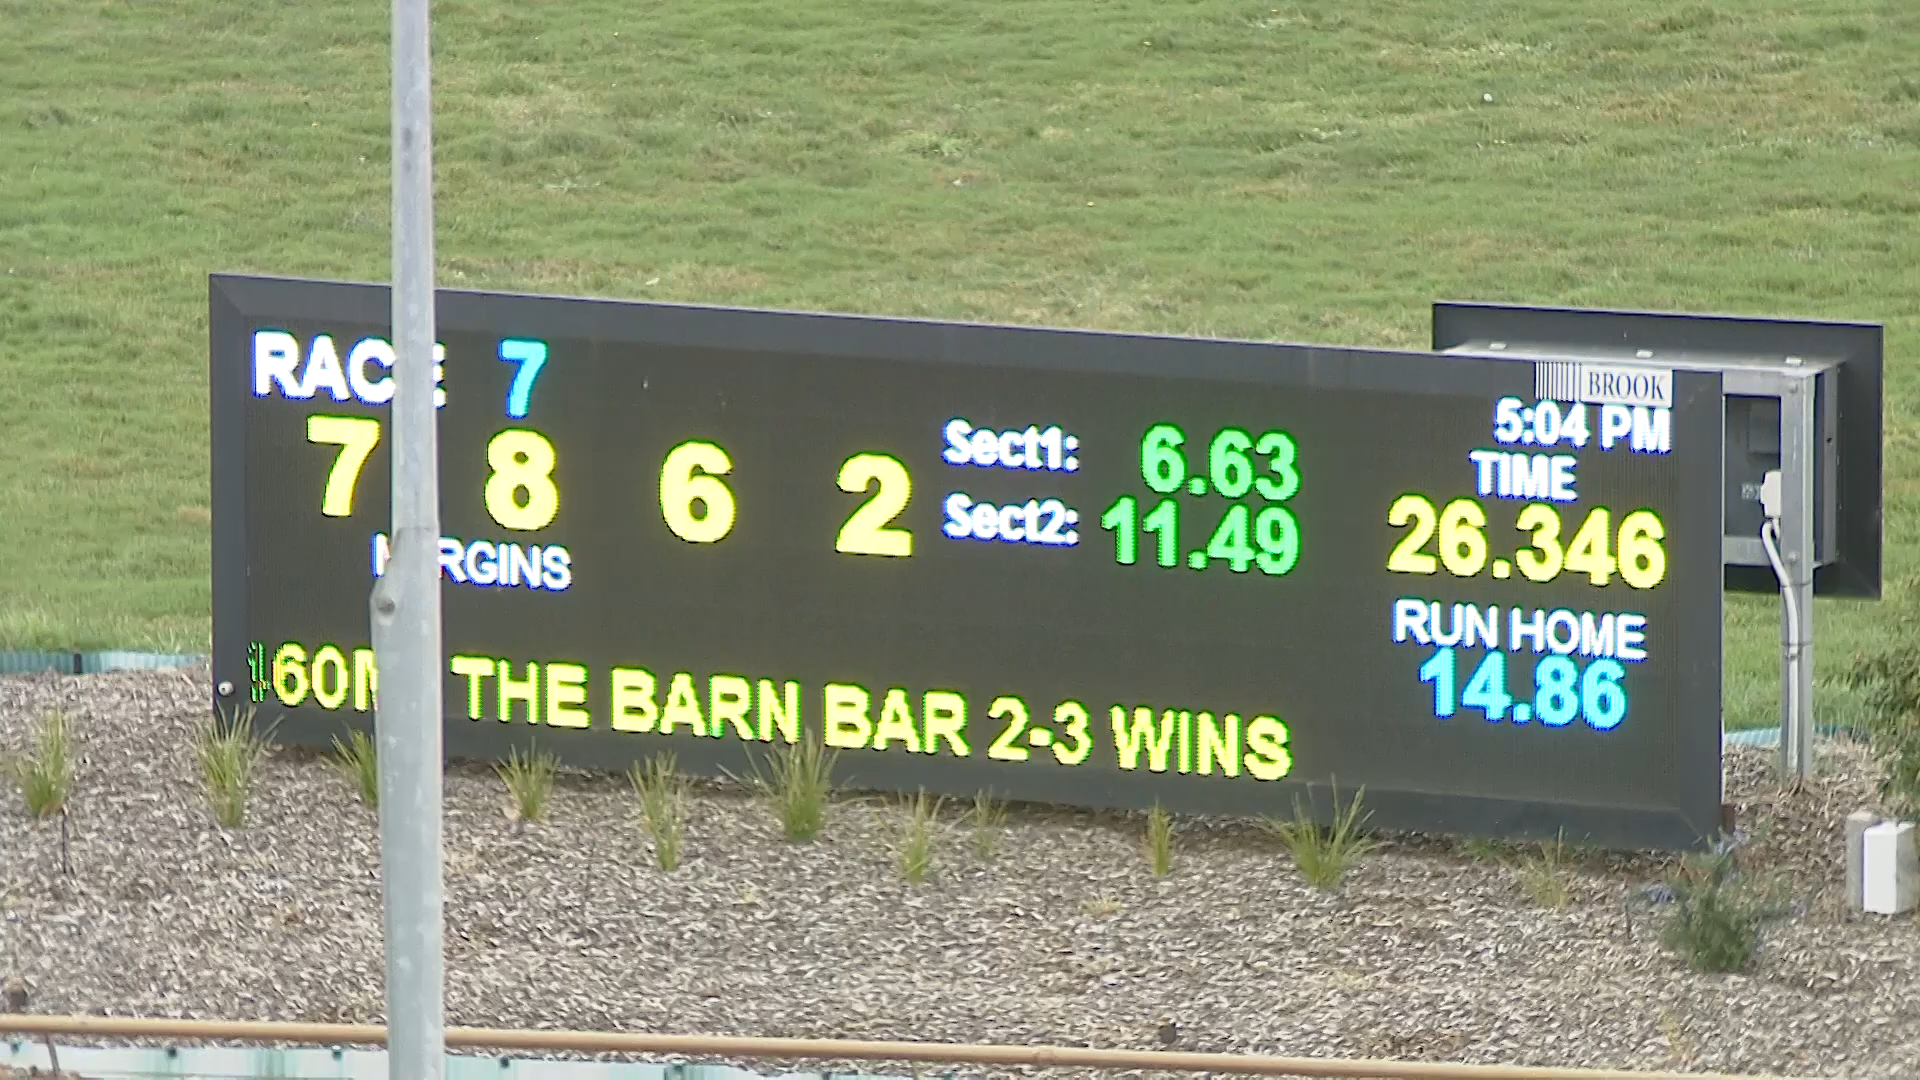 BROOK
RACE 7
5:04 PM
7 8 6 2
Sect1: 6.63
Sect2: 11.49
TIME
26.346
MARGINS
RUN HOME
14.86
60M THE BARN BAR 2-3 WINS